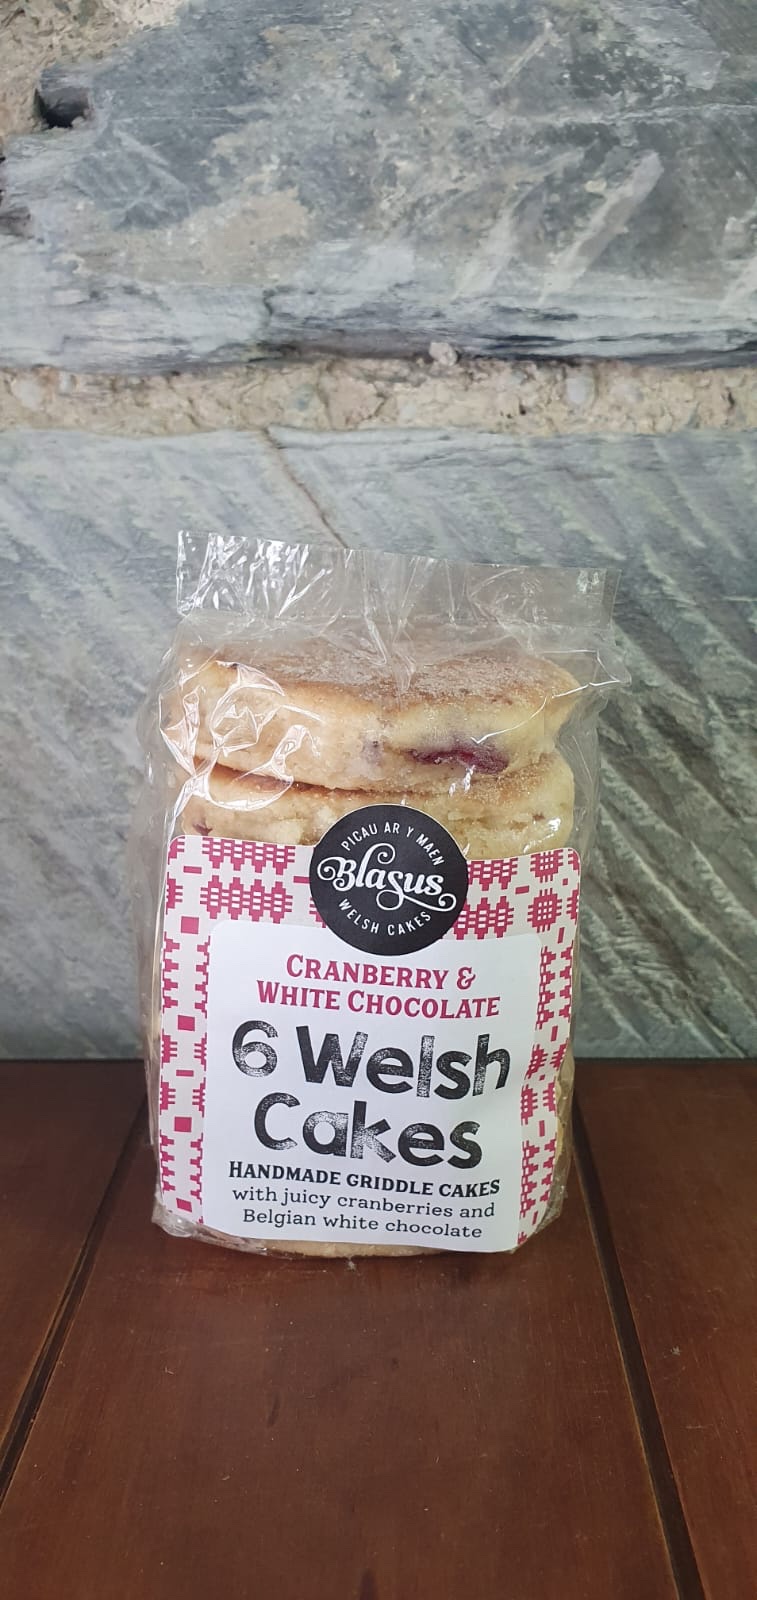 PICAU AR Y MAEN
Blasus
WELSH CAKES
CRANBERRY &
WHITE CHOCOLATE
6 Welsh
Cakes
HANDMADE GRIDDLE CAKES
with juicy cranberries and
Belgian white chocolate